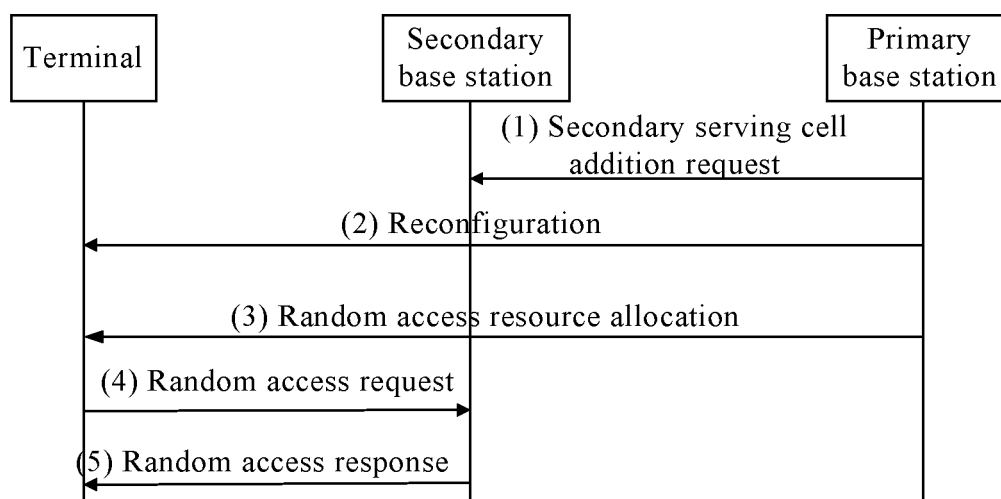 Terminal
Secondary
base station
Primary
base station
(1) Secondary serving cell
addition request
(2) Reconfiguration
(3) Random access resource allocation
(4) Random access request
(5) Random access response